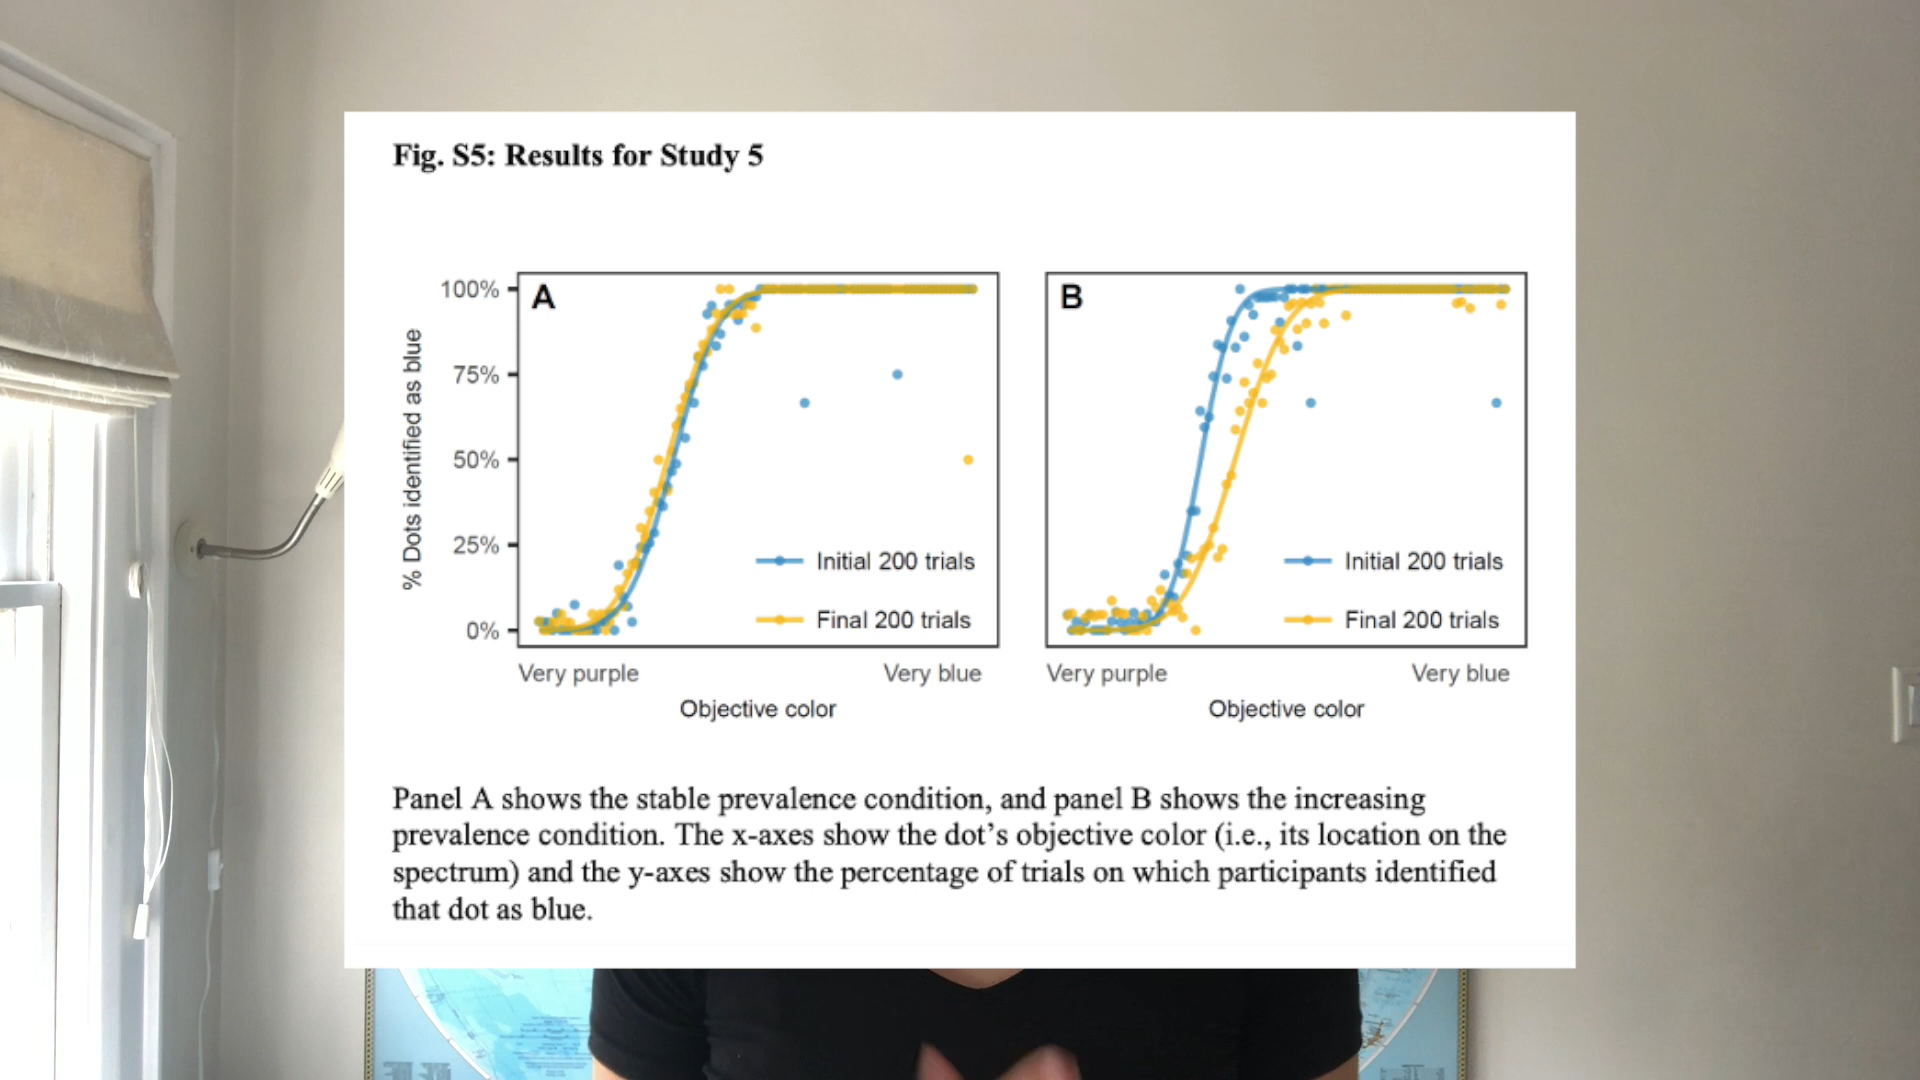 Fig. S5: Results for Study 5
A
100%
75%
50%
25%
0%
% Dots identified as blue
Initial 200 trials
Final 200 trials
Very purple
Very blue
Objective color
B
Initial 200 trials
Final 200 trials
Very purple
Very blue
Objective color
Panel A shows the stable prevalence condition, and panel B shows the increasing
prevalence condition. The x-axes show the dot’s objective color (i.e., its location on the
spectrum) and the y-axes show the percentage of trials on which participants identified
that dot as blue.